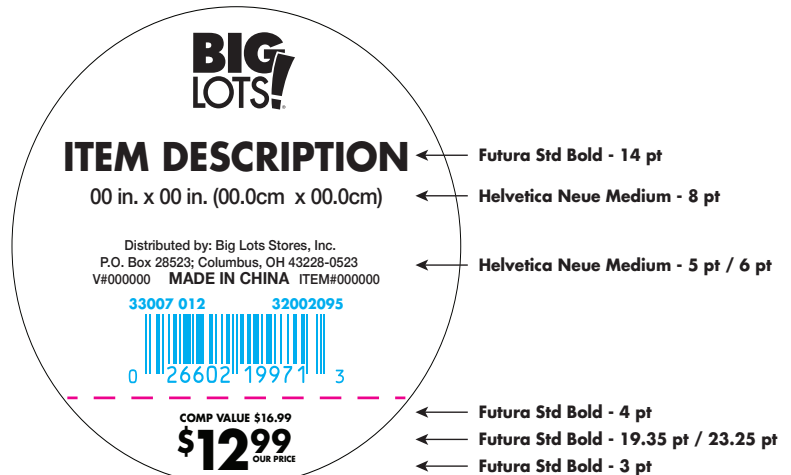 BIG
LOTS!
ITEM DESCRIPTION
Futura Std Bold - 14 pt
00 in. x 00 in. (00.0cm x 00.0cm)
Helvetica Neue Medium - 8 pt
Distributed by: Big Lots Stores, Inc.
P.O. Box 28523; Columbus, OH 43228-0523
Helvetica Neue Medium - 5 pt / 6 pt
V#000000 MADE IN CHINA ITEM#000000
33007 012 32002095
0 26602 19971 3
COMP VALUE $16.99
Futura Std Bold - 4 pt
$12.99
Futura Std Bold - 19.35 pt / 23.25 pt
OUR PRICE
Futura Std Bold - 3 pt